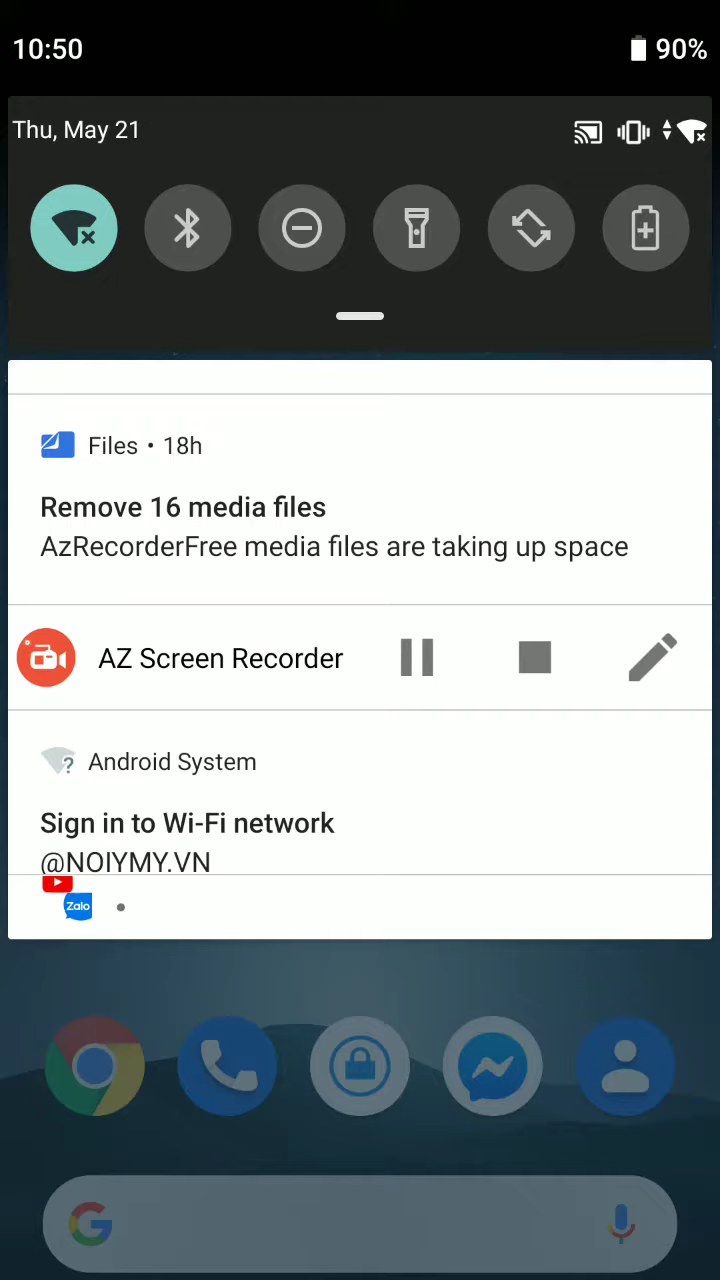 10:50
90%
Thu, May 21
Files • 18h
Remove 16 media files
AzRecorderFree media files are taking up space
AZ Screen Recorder
Android System
Sign in to Wi-Fi network
@NOIYMY.VN
Zalo